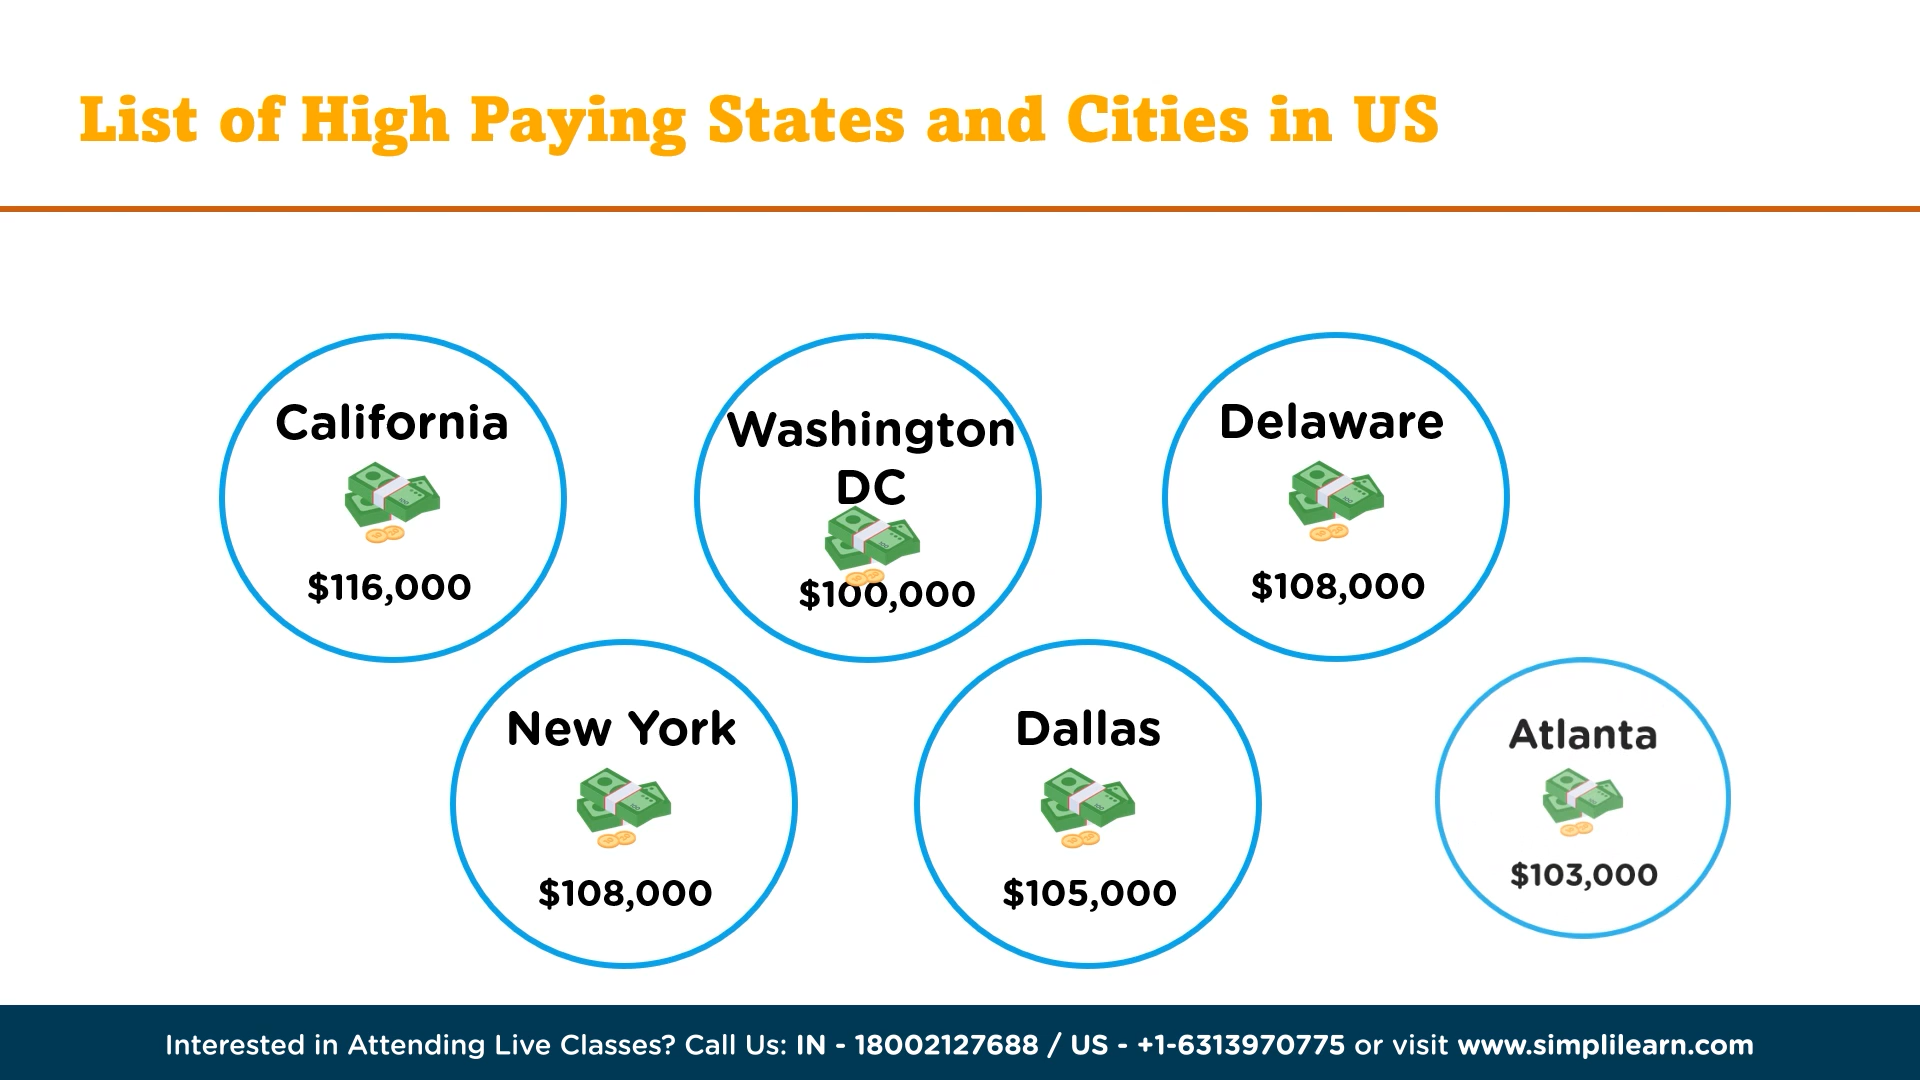 List of High Paying States and Cities in US
California
$116,000
Washington
DC
$100,000
Delaware
$108,000
New York
$108,000
Dallas
$105,000
Atlanta
$103,000
Interested in Attending Live Classes? Call Us: IN - 18002127688 / US - +1-6313970775 or visit www.simplilearn.com